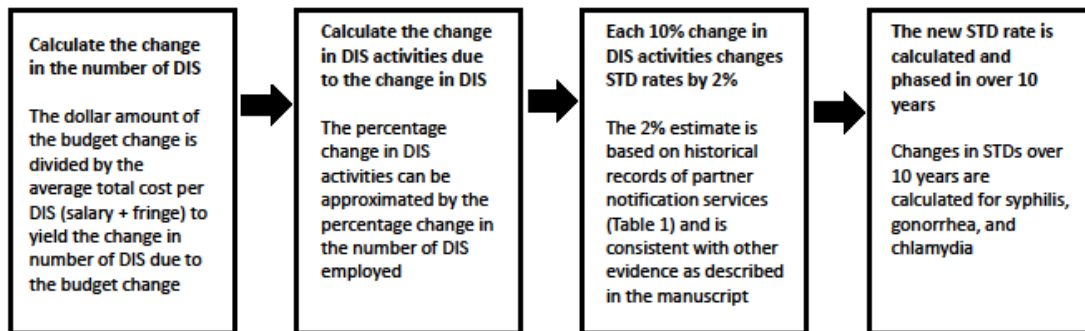 Calculate the change
in the number of DIS
The dollar amount of
the budget change is
divided by the
average total cost per
DIS (salary + fringe) to
yield the change in
number of DIS due to
the budget change
Calculate the change
in DIS activities due
to the change in DIS
The percentage
change in DIS
activities can be
approximated by the
percentage change in
the number of DIS
employed
Each 10% change in
DIS activities changes
STD rates by 2%
The 2% estimate is
based on historical
records of partner
notification services
(Table 1) and is
consistent with other
evidence as described
in the manuscript
The new STD rate is
calculated and
phased in over 10
years
Changes in STDs over
10 years are
calculated for syphilis,
gonorrhea, and
chlamydia